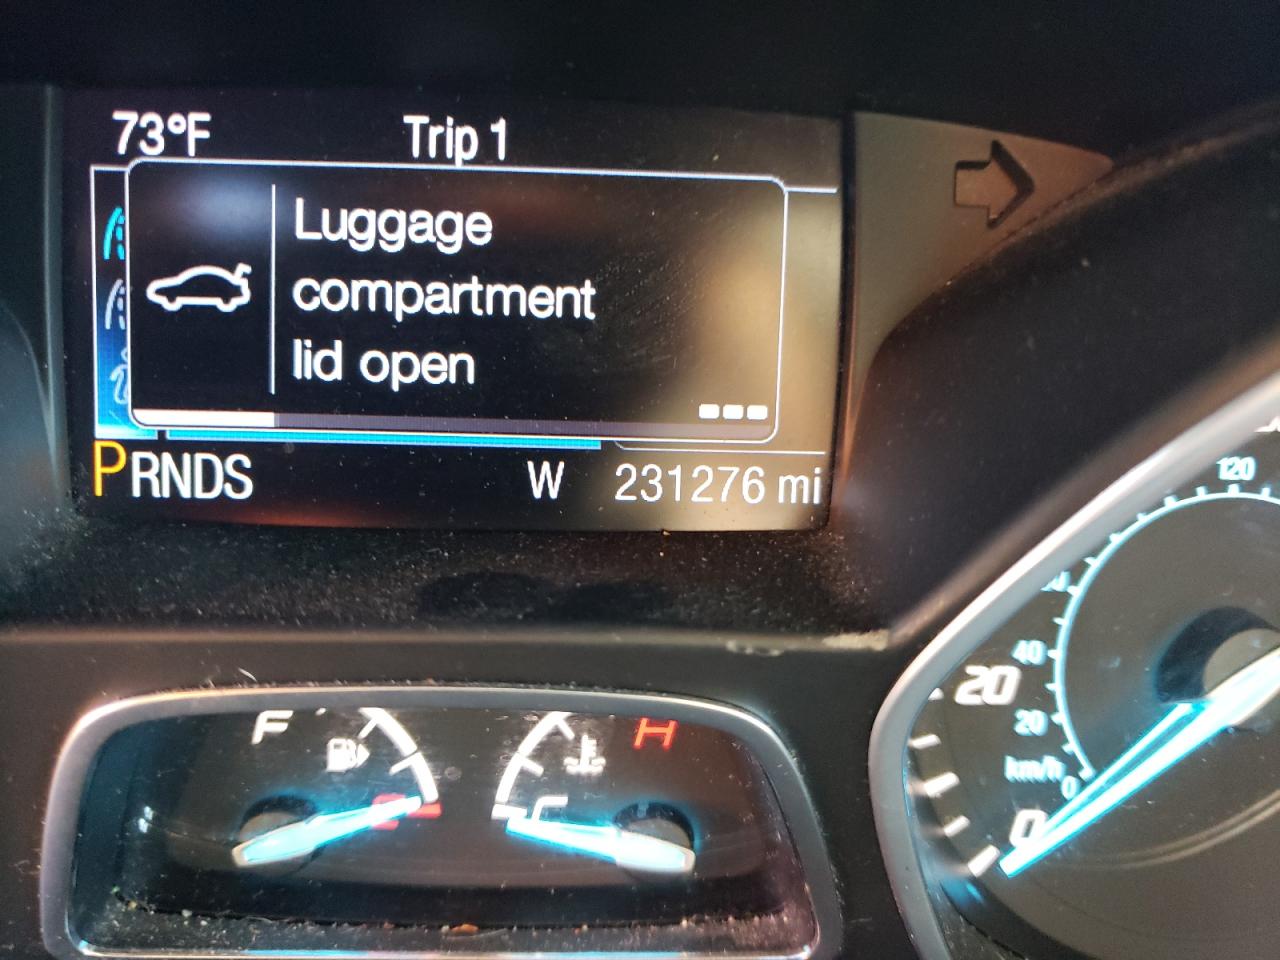 73°F Trip 1
Luggage
compartment
lid open
PRNDS W 231276 mi
120
40
20
20
km/h
0
0
F H
C